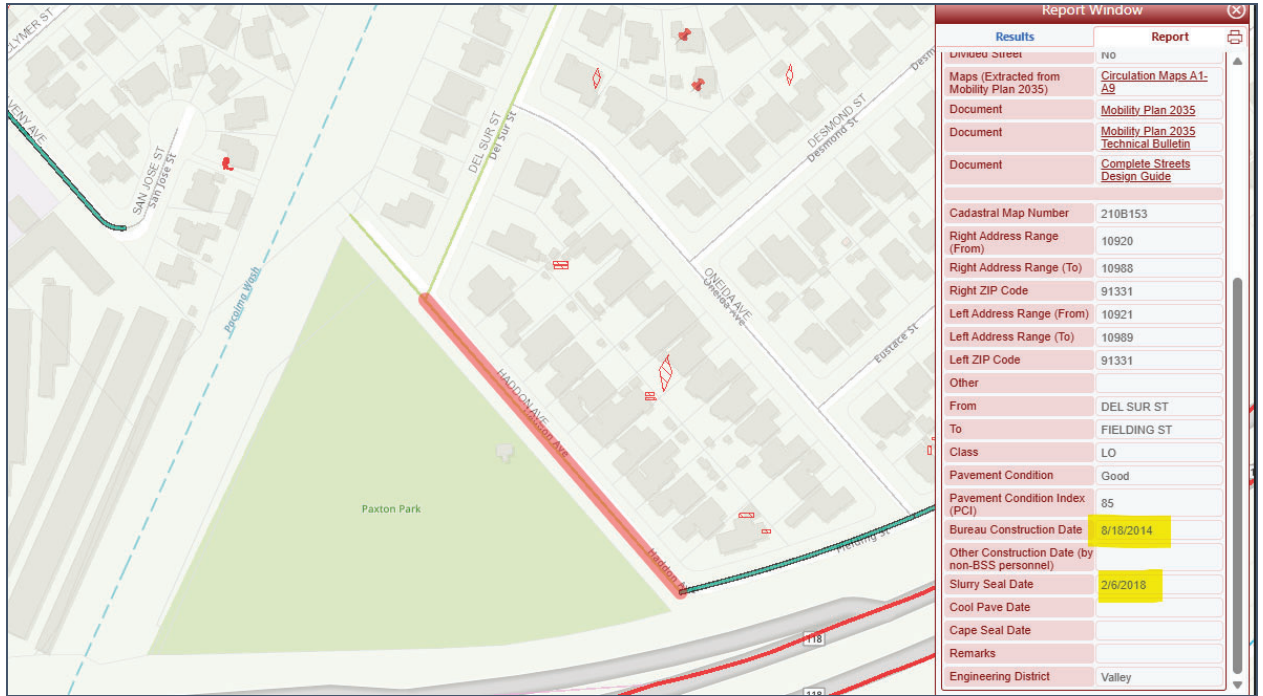 CLYMER ST
VENY AVE
SAN JOSE ST
San Jose St
Pacoima Wash
DEL SUR ST
Del Sur St
DESMOND ST
Desmond St
Desm
ONEIDA AVE
Oneida Ave
Eustace St
HADDON AVE
Haddon Ave
Paxton Park
Haddon A
Fielding St
118
118
Report Window
Results
Report
Divided Street
No
Maps (Extracted from
Mobility Plan 2035)
Circulation Maps A1-
A9
Document
Mobility Plan 2035
Document
Mobility Plan 2035
Technical Bulletin
Document
Complete Streets
Design Guide
Cadastral Map Number
210B153
Right Address Range
(From)
10920
Right Address Range (To)
10988
Right ZIP Code
91331
Left Address Range (From)
10921
Left Address Range (To)
10989
Left ZIP Code
91331
Other
From
DEL SUR ST
To
FIELDING ST
Class
LO
Pavement Condition
Good
Pavement Condition Index
(PCI)
85
Bureau Construction Date
8/18/2014
Other Construction Date (by
non-BSS personnel)
Slurry Seal Date
2/6/2018
Cool Pave Date
Cape Seal Date
Remarks
Engineering District
Valley